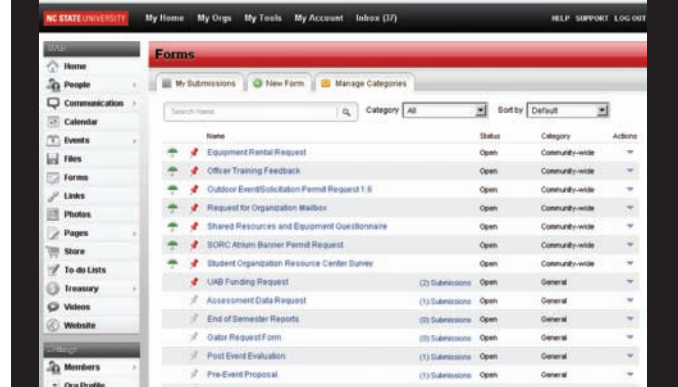 NC STATE UNIVERSITY My Home My Orgs My Tools My Account Inbox (37) HELP SUPPORT LOG OUT
UAB
Home
People
Communication
Calendar
Events
Files
Forms
Links
Photos
Pages
Store
To do Lists
Treasury
Videos
Website
Settings
Members
Org Profile
Forms
My Submissions New Form Manage Categories
Search Name Category All Sort by Default
Name Status Category Actions
Equipment Rental Request Open Community-wide
Officer Training Feedback Open Community-wide
Outdoor Event/Solicitation Permit Request 1.6 Open Community-wide
Request for Organization Mailbox Open Community-wide
Shared Resources and Equipment Questionnaire Open Community-wide
SORC Atrium Banner Permit Request Open Community-wide
Student Organization Resource Center Survey Open Community-wide
UAB Funding Request (2) Submissions Open General
Assessment Data Request (1) Submissions Open General
End of Semester Reports (0) Submissions Open General
Gator Request Form (0) Submissions Open General
Post Event Evaluation (1) Submissions Open General
Pre-Event Proposal (1) Submissions Open General